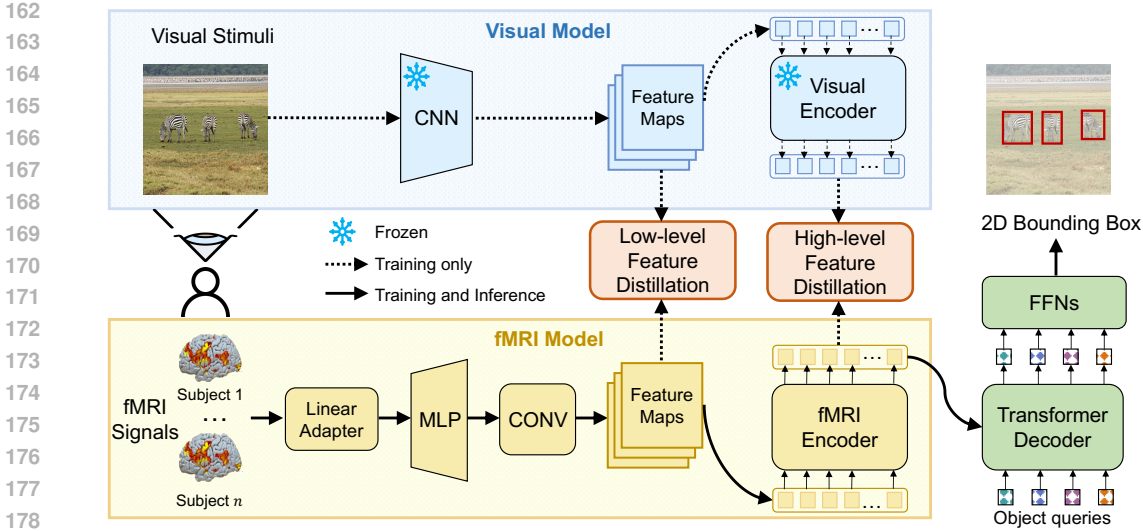 162
163
164
165
166
167
168
169
170
171
172
173
174
175
176
177
178
Visual Stimuli
Visual Model
CNN
Feature
Maps
Visual
Encoder
Frozen
Training only
Training and Inference
Low-level
Feature
Distillation
High-level
Feature
Distillation
2D Bounding Box
FFNs
Transformer
Decoder
Object queries
fMRI Model
fMRI
Signals
Subject 1
...
Subject n
Linear
Adapter
MLP
CONV
Feature
Maps
fMRI
Encoder